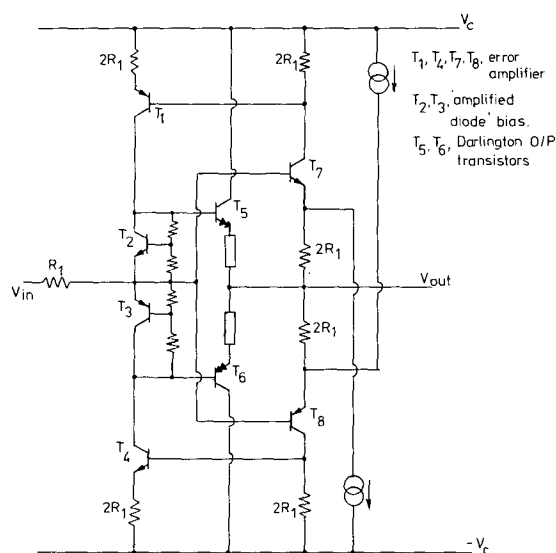 V_c
2R_1
2R_1
T_1, T_4, T_7, T_8, error
amplifier
T_2, T_3, 'amplified
diode' bias.
T_5, T_6, Darlington O/P
transistors
T_1
T_7
T_5
T_2
2R_1
R_1
V_in
V_out
T_3
2R_1
T_6
T_8
T_4
2R_1
2R_1
-V_c